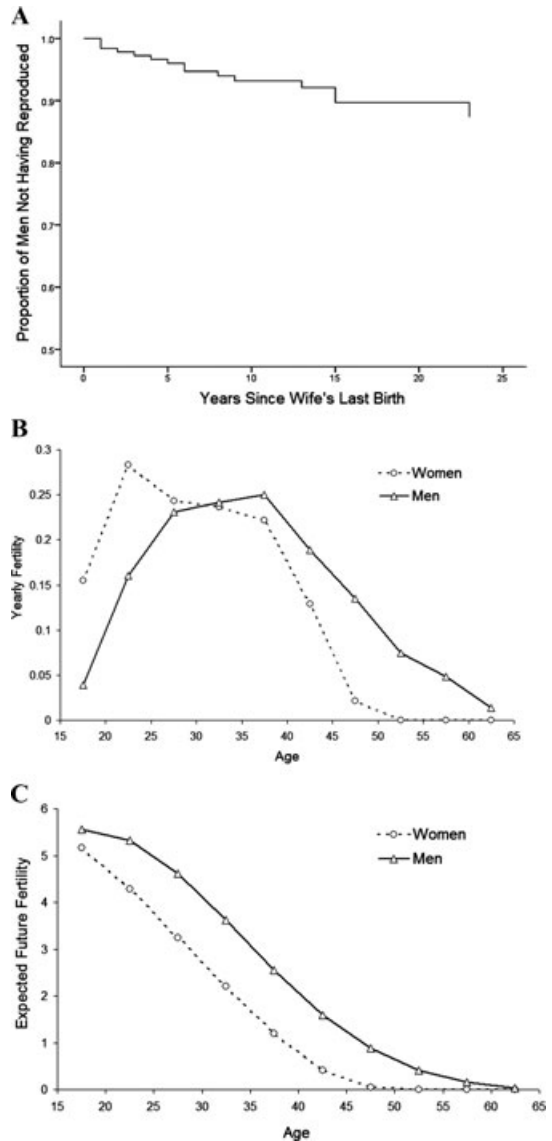 A
Proportion of Men Not Having Reproduced
1.0
0.9
0.8
0.7
0.6
0.5
0 5 10 15 20 25
Years Since Wife's Last Birth
B
Yearly Fertility
0.3
0.25
0.2
0.15
0.1
0.05
0
Women
Men
15 20 25 30 35 40 45 50 55 60 65
Age
C
Expected Future Fertility
6
5
4
3
2
1
0
Women
Men
15 20 25 30 35 40 45 50 55 60 65
Age